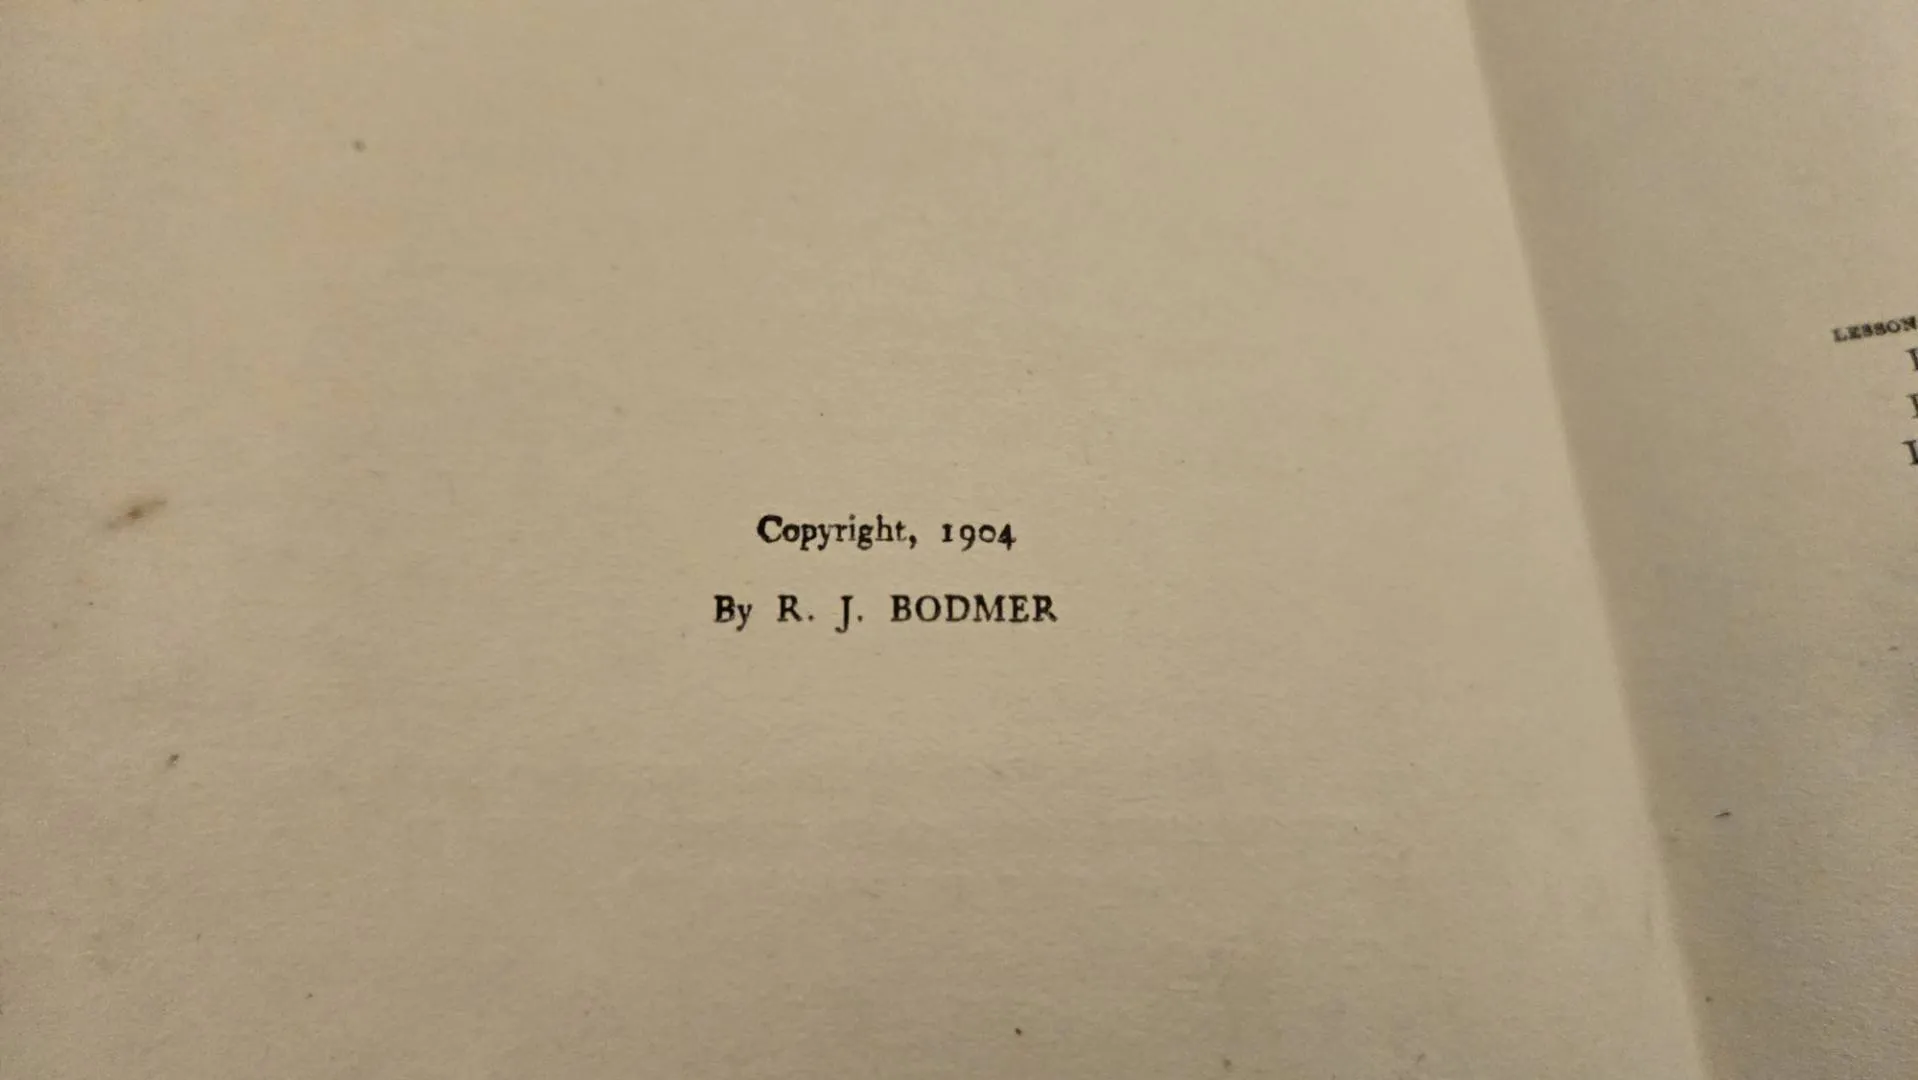 Copyright, 1904
By R. J. BODMER
LESSON